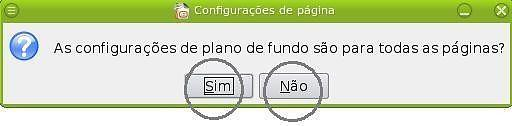 Configurações de página
As configurações de plano de fundo são para todas as páginas?
Sim Não